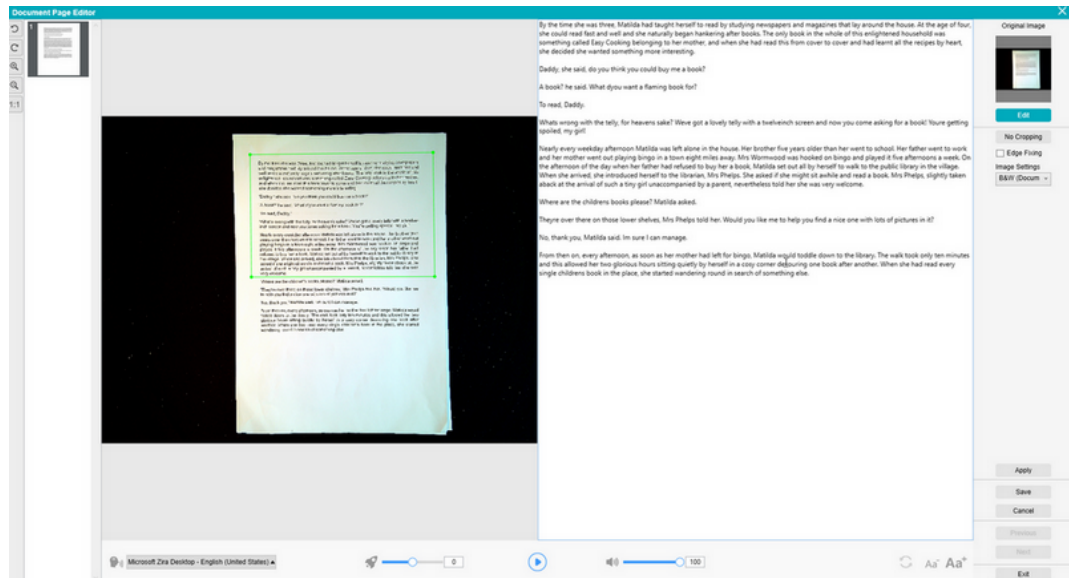 Document Page Editor
1
1:1
By the time she was three, Matilda had taught herself to read by studying newspapers and magazines that lay around the house. At the age of four,
she could read fast and well and she naturally began hankering after books. The only book in the whole of this enlightened household was
something called Easy Cooking belonging to her mother, and when she had read this from cover to cover and had learnt all the recipes by heart,
she decided she wanted something more interesting.
Daddy, she said, do you think you could buy me a book?
A book? he said. What dyou want a flaming book for?
To read, Daddy.
Whats wrong with the telly, for heavens sake? Weve got a lovely telly with a twelveinch screen and now you come asking for a book! Youre getting
spoiled, my girl!
Nearly every weekday afternoon Matilda was left alone in the house. Her brother five years older than her went to school. Her father went to work
and her mother went out playing bingo in a town eight miles away. Mrs Wormwood was hooked on bingo and played it five afternoons a week. On
the afternoon of the day when her father had refused to buy her a book, Matilda set out all by herself to walk to the public library in the village.
When she arrived, she introduced herself to the librarian, Mrs Phelps. She asked if she might sit awhile and read a book. Mrs Phelps, slightly taken
aback at the arrival of such a tiny girl unaccompanied by a parent, nevertheless told her she was very welcome.
Where are the childrens books please? Matilda asked.
Theyre over there on those lower shelves, Mrs Phelps told her. Would you like me to help you find a nice one with lots of pictures in it?
No, thank you, Matilda said. Im sure I can manage.
From then on, every afternoon, as soon as her mother had left for bingo, Matilda would toddle down to the library. The walk took only ten minutes
and this allowed her two glorious hours sitting quietly by herself in a cosy corner devouring one book after another. When she had read every
single childrens book in the place, she started wandering round in search of something else.
Original Image
Edit
No Cropping
Edge Fixing
Image Settings
B&W (Docum
Apply
Save
Cancel
Previous
Next
Exit
Microsoft Zira Desktop - English (United States)
0
100
Aa-
Aa+